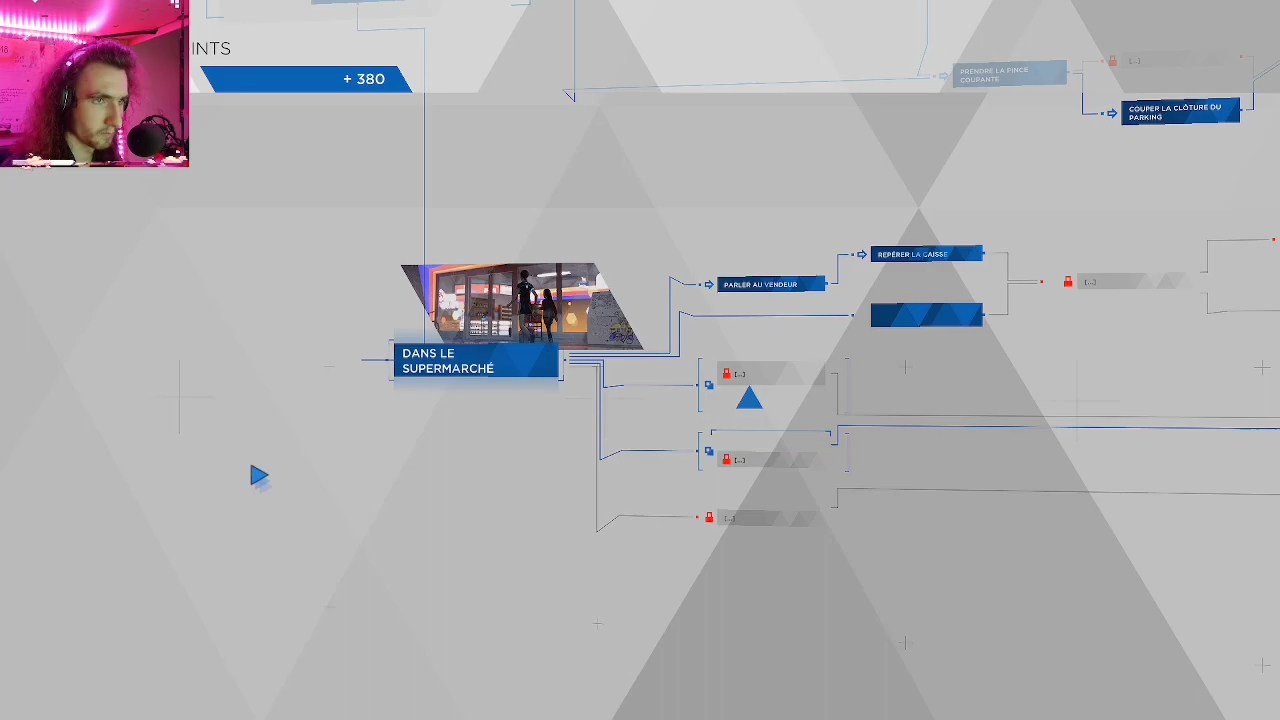 INTS
+ 380
PRENDRE LA PINCE
COUPANTE
[...]
COUPER LA CLÔTURE DU
PARKING
REPÉRER LA CAISSE
PARLER AU VENDEUR
[...]
DANS LE
SUPERMARCHÉ
[...]
[...]
[...]